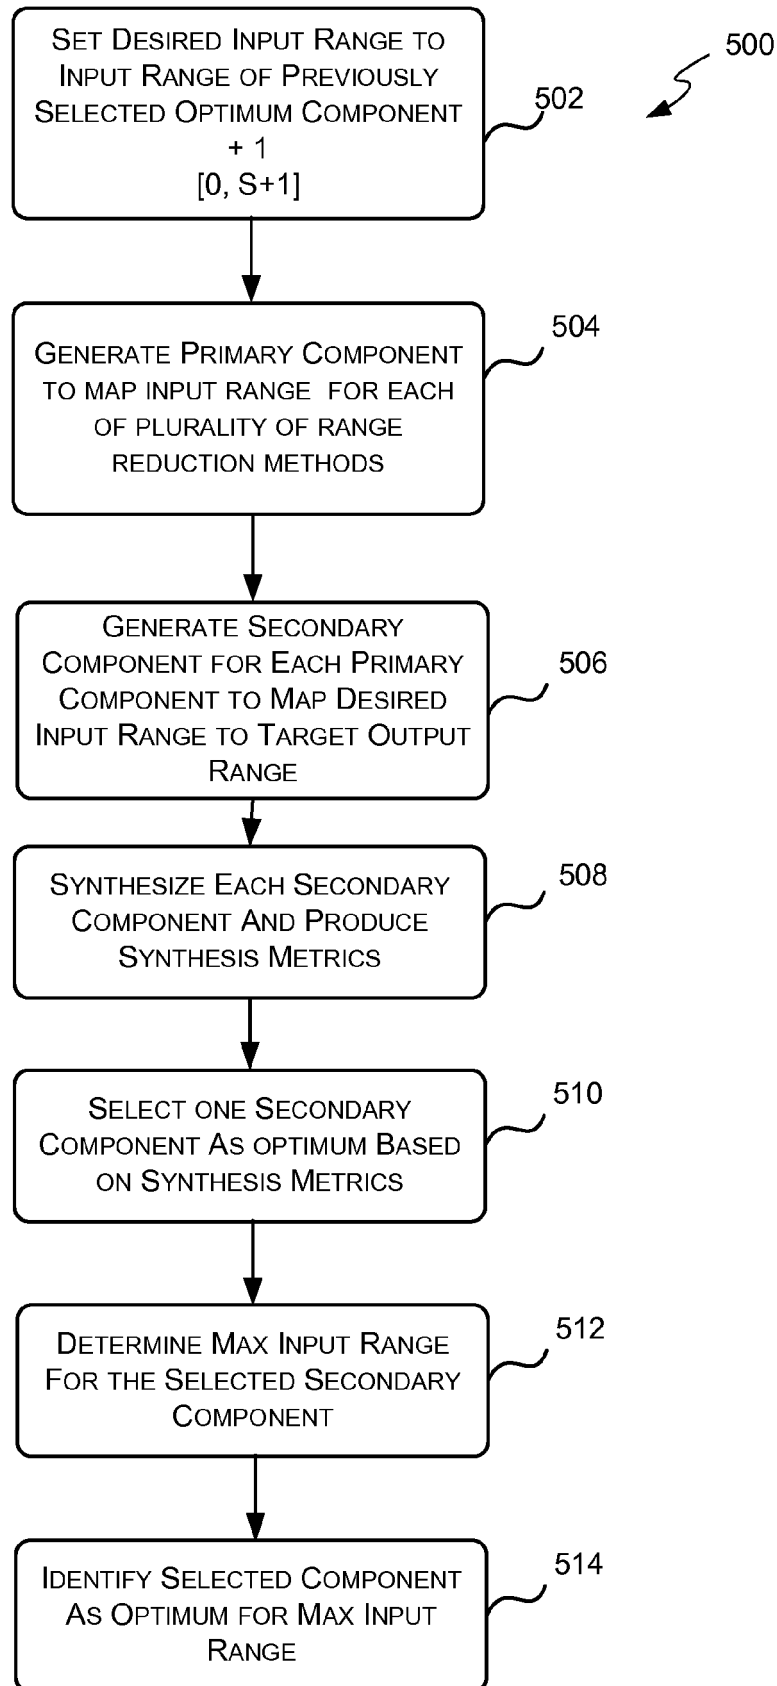 SET DESIRED INPUT RANGE TO
INPUT RANGE OF PREVIOUSLY
SELECTED OPTIMUM COMPONENT
+ 1
[0, S+1]
502
500
GENERATE PRIMARY COMPONENT
TO MAP INPUT RANGE FOR EACH
OF PLURALITY OF RANGE
REDUCTION METHODS
504
GENERATE SECONDARY
COMPONENT FOR EACH PRIMARY
COMPONENT TO MAP DESIRED
INPUT RANGE TO TARGET OUTPUT
RANGE
506
SYNTHESIZE EACH SECONDARY
COMPONENT AND PRODUCE
SYNTHESIS METRICS
508
SELECT ONE SECONDARY
COMPONENT AS OPTIMUM BASED
ON SYNTHESIS METRICS
510
DETERMINE MAX INPUT RANGE
FOR THE SELECTED SECONDARY
COMPONENT
512
IDENTIFY SELECTED COMPONENT
AS OPTIMUM FOR MAX INPUT
RANGE
514